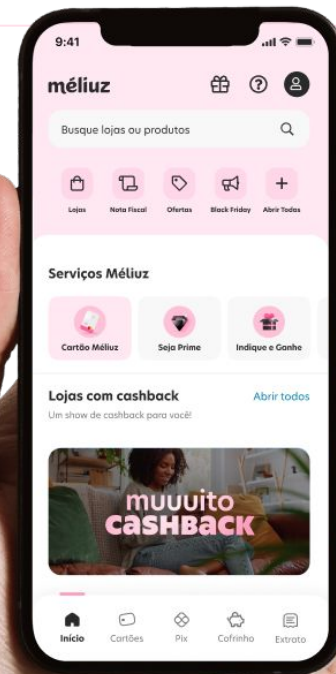 9:41
méliuz
Busque lojas ou produtos
Lojas Nota Fiscal Ofertas Black Friday Abrir Todas
Serviços Méliuz
Cartão Méliuz Seja Prime Indique e Ganhe
Lojas com cashback Abrir todos
Um show de cashback para você!
muuuito
CASHBACK
Início Cartões Pix Cofrinho Extrato